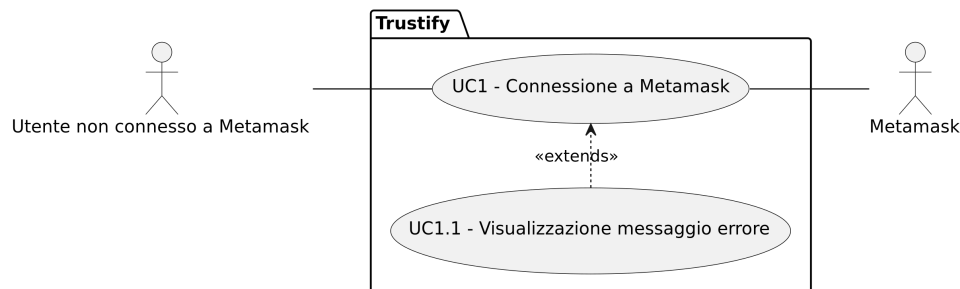 Trustify
UC1 - Connessione a Metamask
Utente non connesso a Metamask
Metamask
«extends»
UC1.1 - Visualizzazione messaggio errore